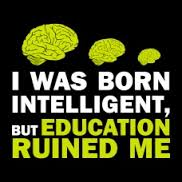 I WAS BORN
INTELLIGENT,
BUT EDUCATION
RUINED ME